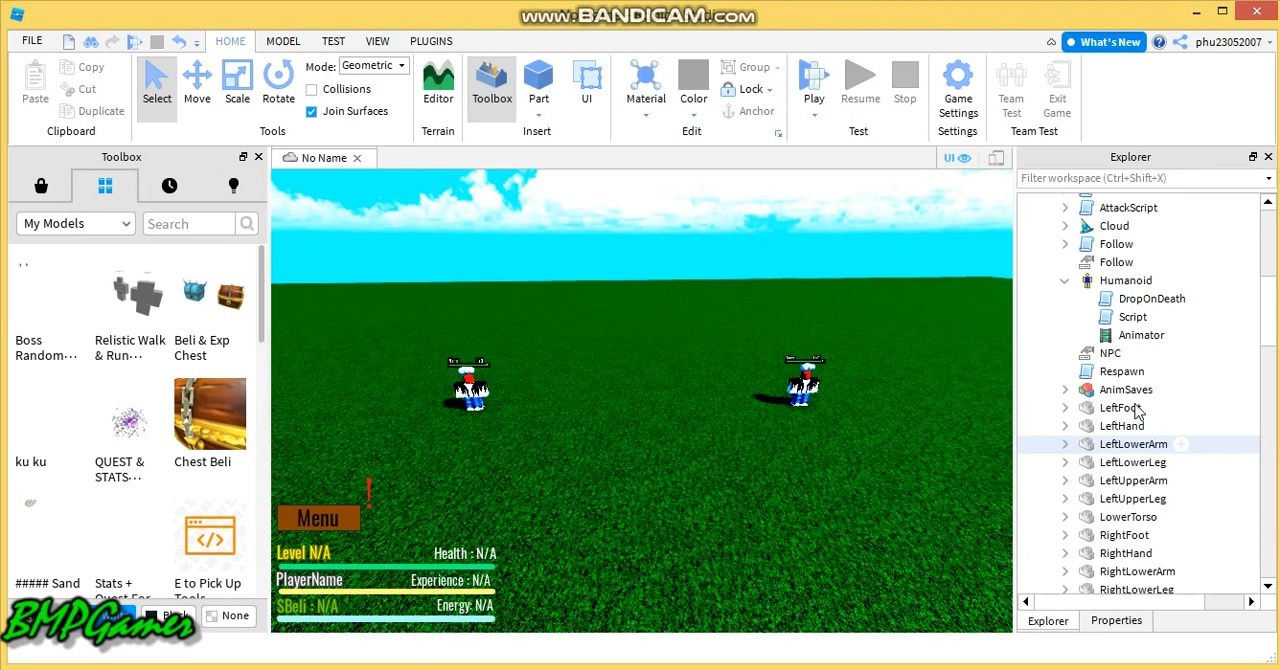 www.BANDICAM.com
FILE
HOME
MODEL
TEST
VIEW
PLUGINS
What's New
phu23052007
Paste
Copy
Cut
Duplicate
Clipboard
Select
Move
Scale
Rotate
Mode: Geometric
Collisions
Join Surfaces
Tools
Editor
Terrain
Toolbox
Part
UI
Insert
Material
Color
Group
Lock
Anchor
Edit
Play
Resume
Stop
Test
Game Settings
Settings
Team Test
Exit Game
Team Test
Toolbox
My Models
Search
Boss Random···
Relistic Walk & Run···
Beli & Exp Chest
ku ku
QUEST & STATS···
Chest Beli
##### Sand
Stats + Quest For
E to Pick Up Tools
None
BMPGamer
No Name
UI
!
Menu
Level N/A
Health : N/A
PlayerName
Experience : N/A
SBeli : N/A
Energy: N/A
Explorer
Filter workspace (Ctrl+Shift+X)
AttackScript
Cloud
Follow
Follow
Humanoid
DropOnDeath
Script
Animator
NPC
Respawn
AnimSaves
LeftFoot
LeftHand
LeftLowerArm
LeftLowerLeg
LeftUpperArm
LeftUpperLeg
LowerTorso
RightFoot
RightHand
RightLowerArm
RightLowerLeg
Explorer
Properties